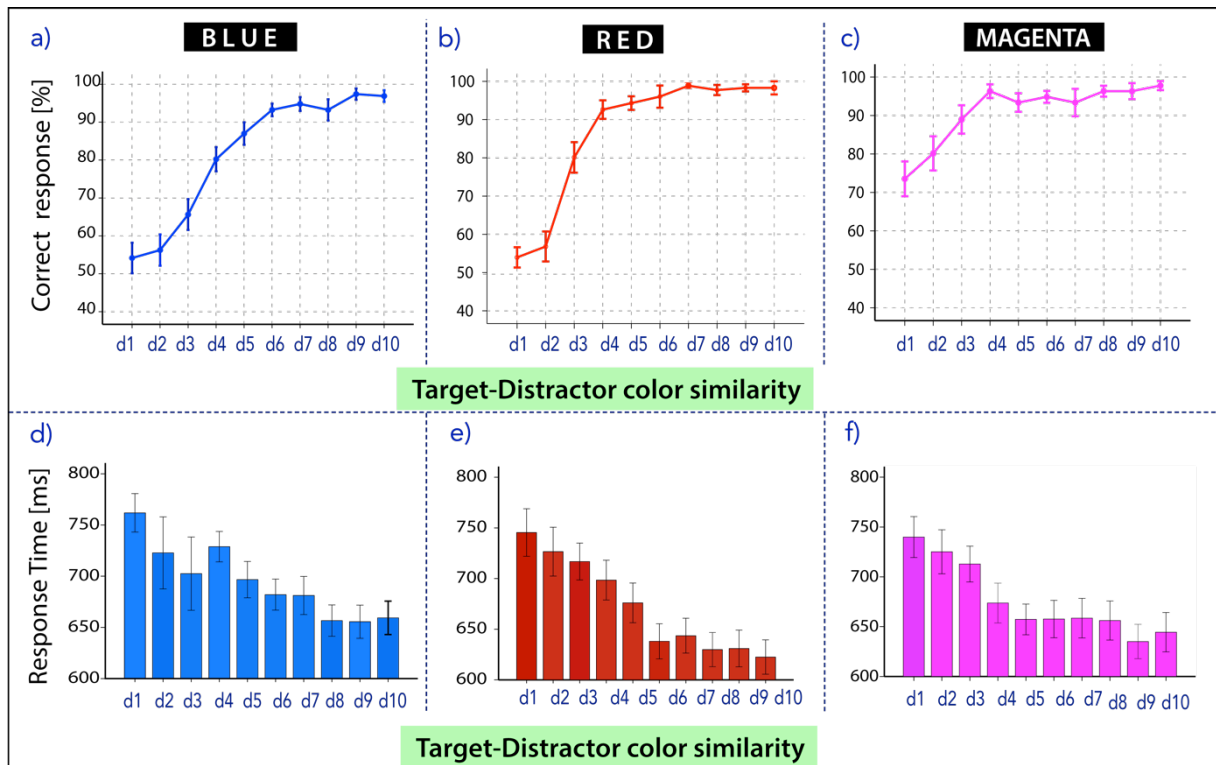 a)
BLUE
b)
RED
c)
MAGENTA
Correct response [%]
100
90
80
70
60
50
40
d1 d2 d3 d4 d5 d6 d7 d8 d9 d10
100
90
80
70
60
50
40
d1 d2 d3 d4 d5 d6 d7 d8 d9 d10
100
90
80
70
60
50
40
d1 d2 d3 d4 d5 d6 d7 d8 d9 d10
Target-Distractor color similarity
d)
e)
f)
Response Time [ms]
800
750
700
650
600
d1 d2 d3 d4 d5 d6 d7 d8 d9 d10
800
750
700
650
600
d1 d2 d3 d4 d5 d6 d7 d8 d9 d10
800
750
700
650
600
d1 d2 d3 d4 d5 d6 d7 d8 d9 d10
Target-Distractor color similarity